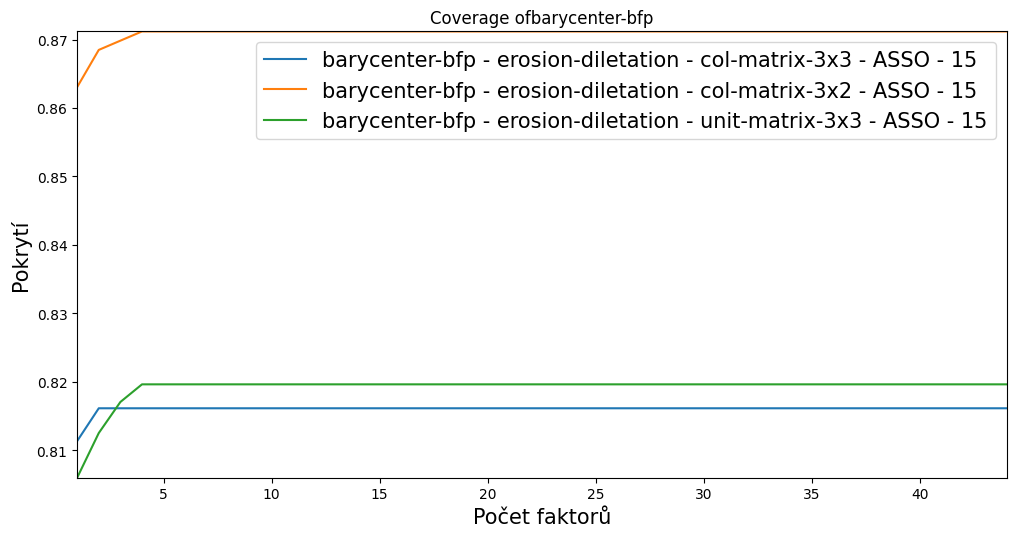 Coverage ofbarycenter-bfp
barycenter-bfp - erosion-diletation - col-matrix-3x3 - ASSO - 15
barycenter-bfp - erosion-diletation - col-matrix-3x2 - ASSO - 15
barycenter-bfp - erosion-diletation - unit-matrix-3x3 - ASSO - 15
Pokrytí
0.87
0.86
0.85
0.84
0.83
0.82
0.81
5 10 15 20 25 30 35 40
Počet faktorů